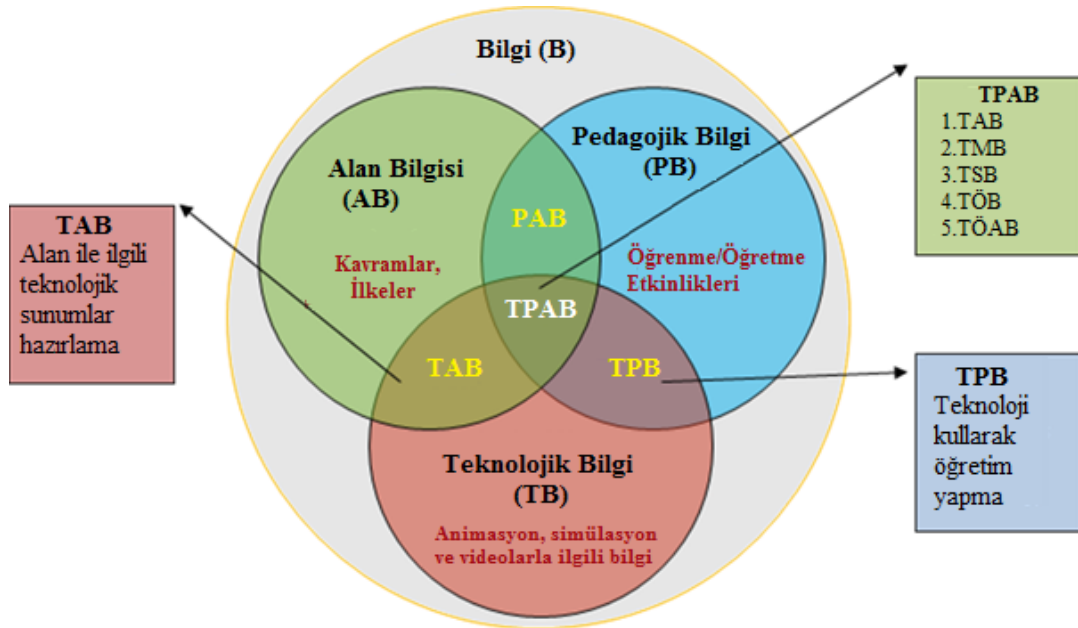 Bilgi (B)
Alan Bilgisi
(AB)
Kavramlar,
İlkeler
Pedagojik Bilgi
(PB)
Öğrenme/Öğretme
Etkinlikleri
PAB
TPAB
TAB
TPB
Teknolojik Bilgi
(TB)
Animasyon, simülasyon
ve videolarla ilgili bilgi
TAB
Alan ile ilgili
teknolojik
sunumlar
hazırlama
TPAB
1.TAB
2.TMB
3.TSB
4.TÖB
5.TÖAB
TPB
Teknoloji
kullarak
öğretim
yapma